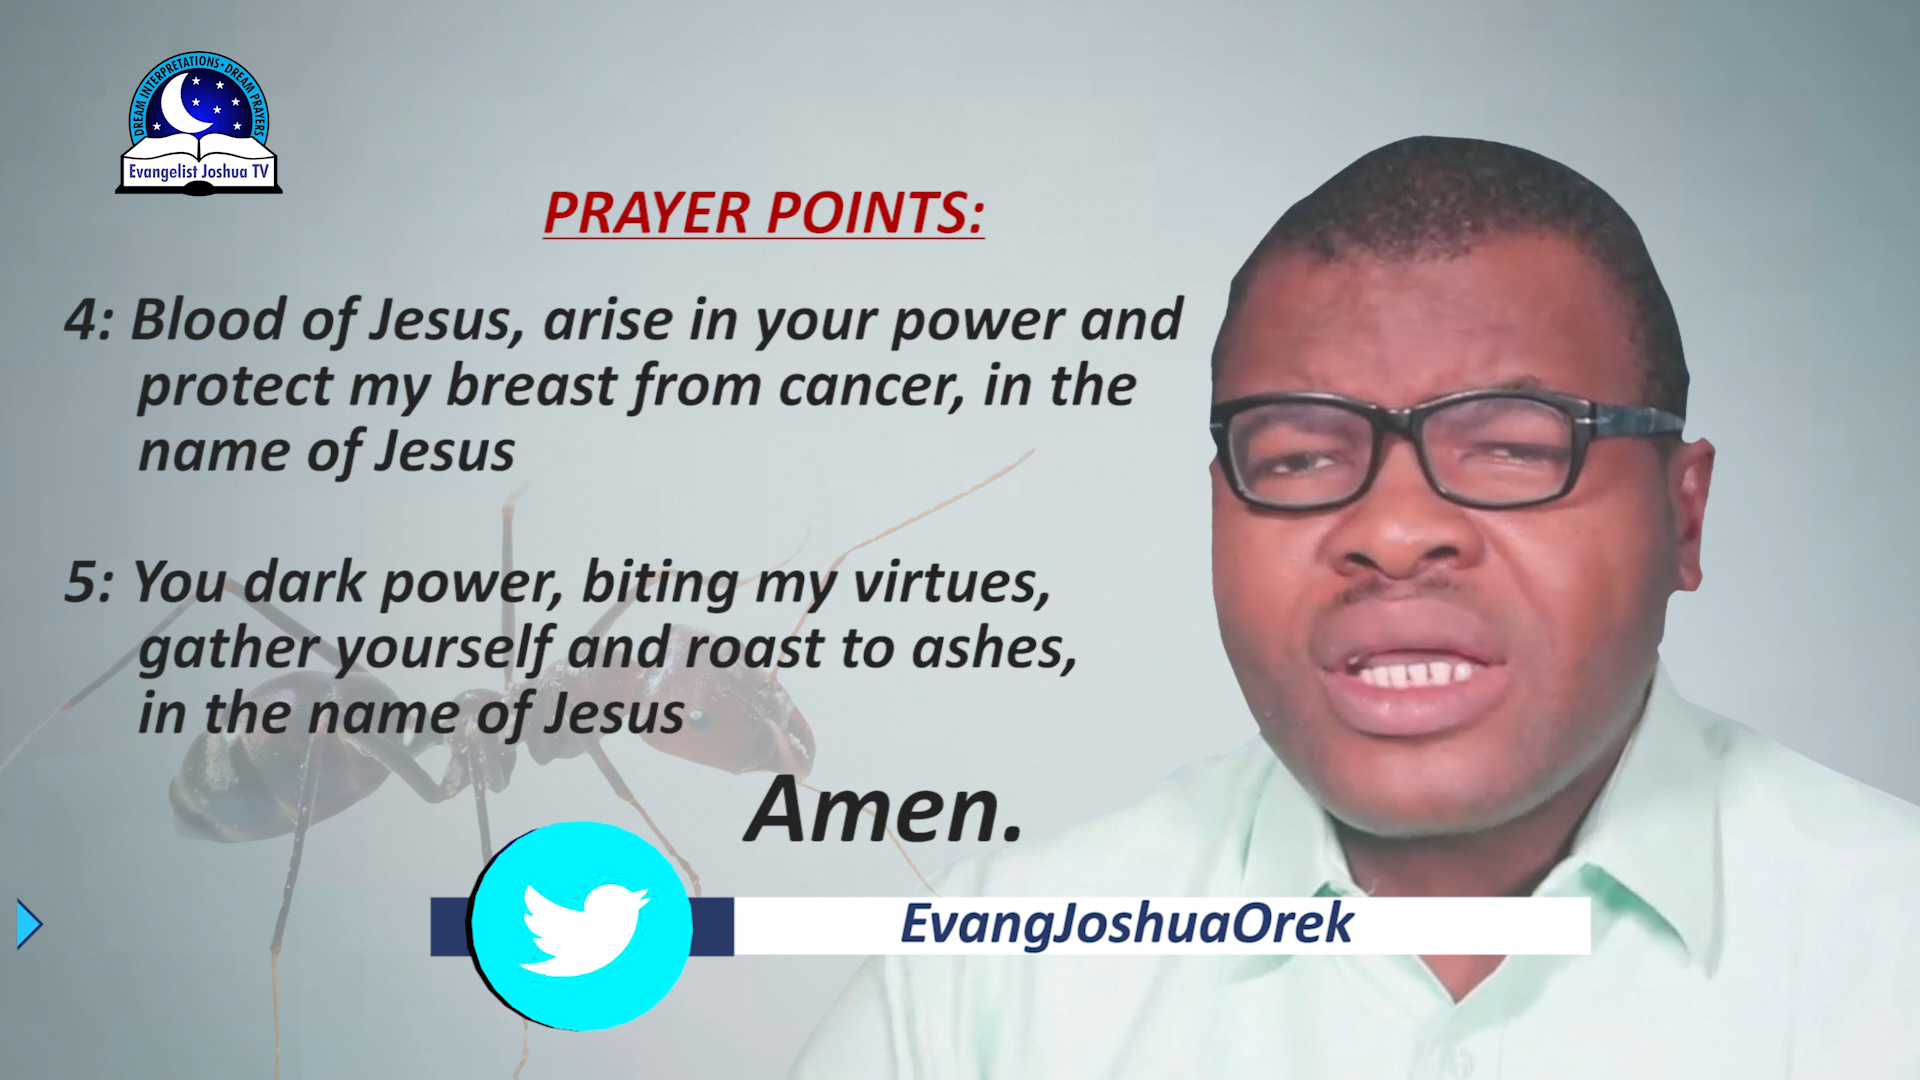 DREAM INTERPRETATIONS • DREAM PRAYERS
Evangelist Joshua TV
PRAYER POINTS:
4: Blood of Jesus, arise in your power and
protect my breast from cancer, in the
name of Jesus
5: You dark power, biting my virtues,
gather yourself and roast to ashes,
in the name of Jesus
Amen.
EvangJoshuaOrek